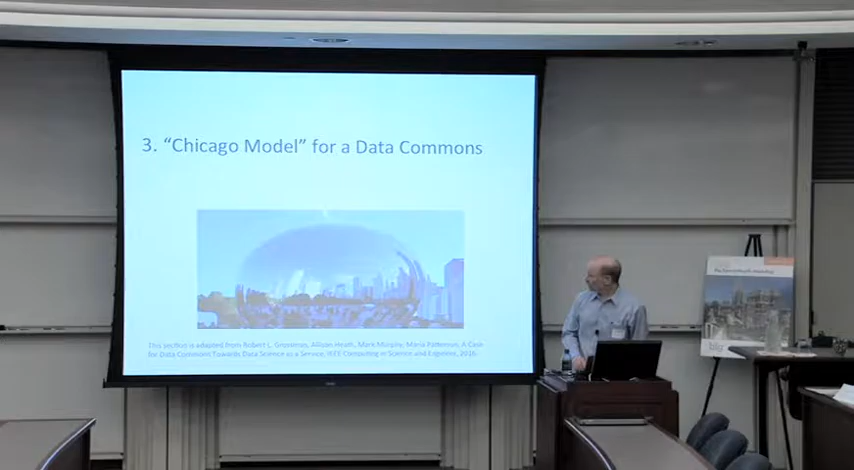 3. “Chicago Model” for a Data Commons
This section is adapted from Robert L. Grossman, Allison Heath, Mark Murphy, Maria Patterson, A Case
for Data Commons Towards Data Science as a Service, IEEE Computing in Science and Engineer, 2016.